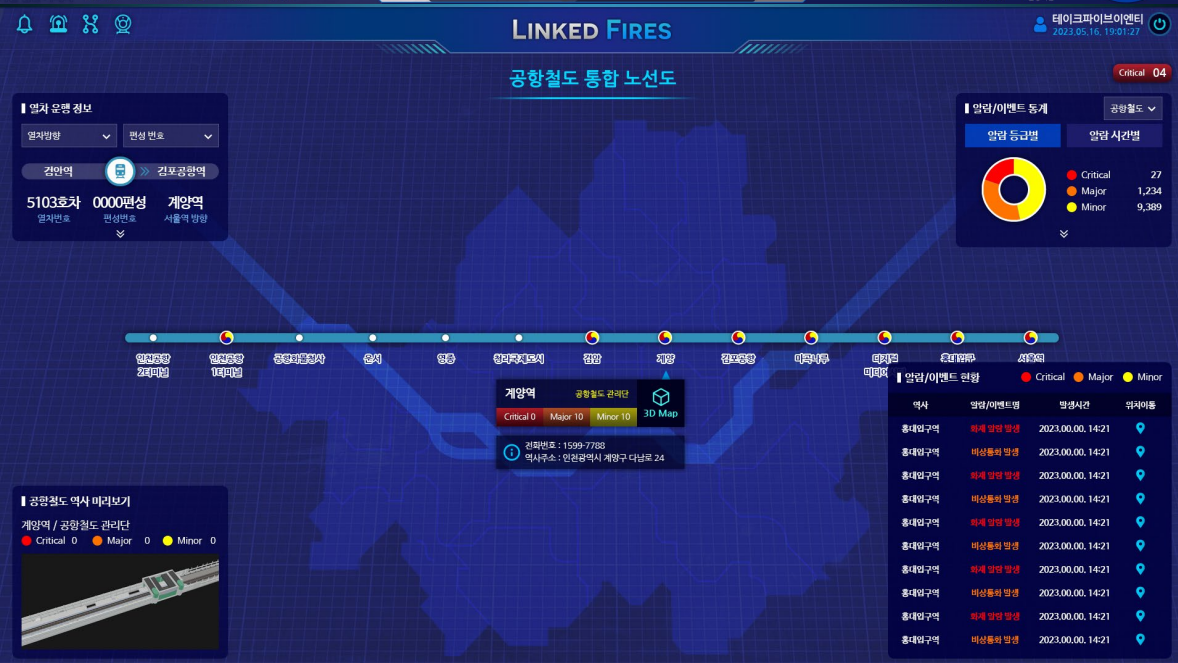 LINKED FIRES
테이크파이브이엔티
2023.05.16. 19:01:27
공항철도 통합 노선도
Critical 04
열차 운행 정보
열차방향
편성 번호
검안역
김포공항역
5103호차 0000편성 계양역
열차번호 편성번호 서울역 방향
알람/이벤트 통계
공항철도
알람 등급별
알람 시간별
Critical 27
Major 1,234
Minor 9,389
인천공항
2터미널
인천공항
1터미널
공항화물청사
운서
영종
청라국제도시
검암
계양
김포공항
마곡나루
디지털
홍대입구
서울역
계양역
공항철도 관리단
Critical 0 Major 10 Minor 10
3D Map
전화번호 : 1599-7788
역사주소 : 인천광역시 계양구 다남로 24
공항철도 역사 미리보기
계양역 / 공항철도 관리단
Critical 0 Major 0 Minor 0
알람/이벤트 현황
Critical Major Minor
역사 알람/이벤트명 발생시간 위치이동
홍대입구역 화재 알람 발생 2023.00.00. 14:21
홍대입구역 비상통화 발생 2023.00.00. 14:21
홍대입구역 화재 알람 발생 2023.00.00. 14:21
홍대입구역 비상통화 발생 2023.00.00. 14:21
홍대입구역 화재 알람 발생 2023.00.00. 14:21
홍대입구역 비상통화 발생 2023.00.00. 14:21
홍대입구역 화재 알람 발생 2023.00.00. 14:21
홍대입구역 비상통화 발생 2023.00.00. 14:21
홍대입구역 화재 알람 발생 2023.00.00. 14:21
홍대입구역 비상통화 발생 2023.00.00. 14:21